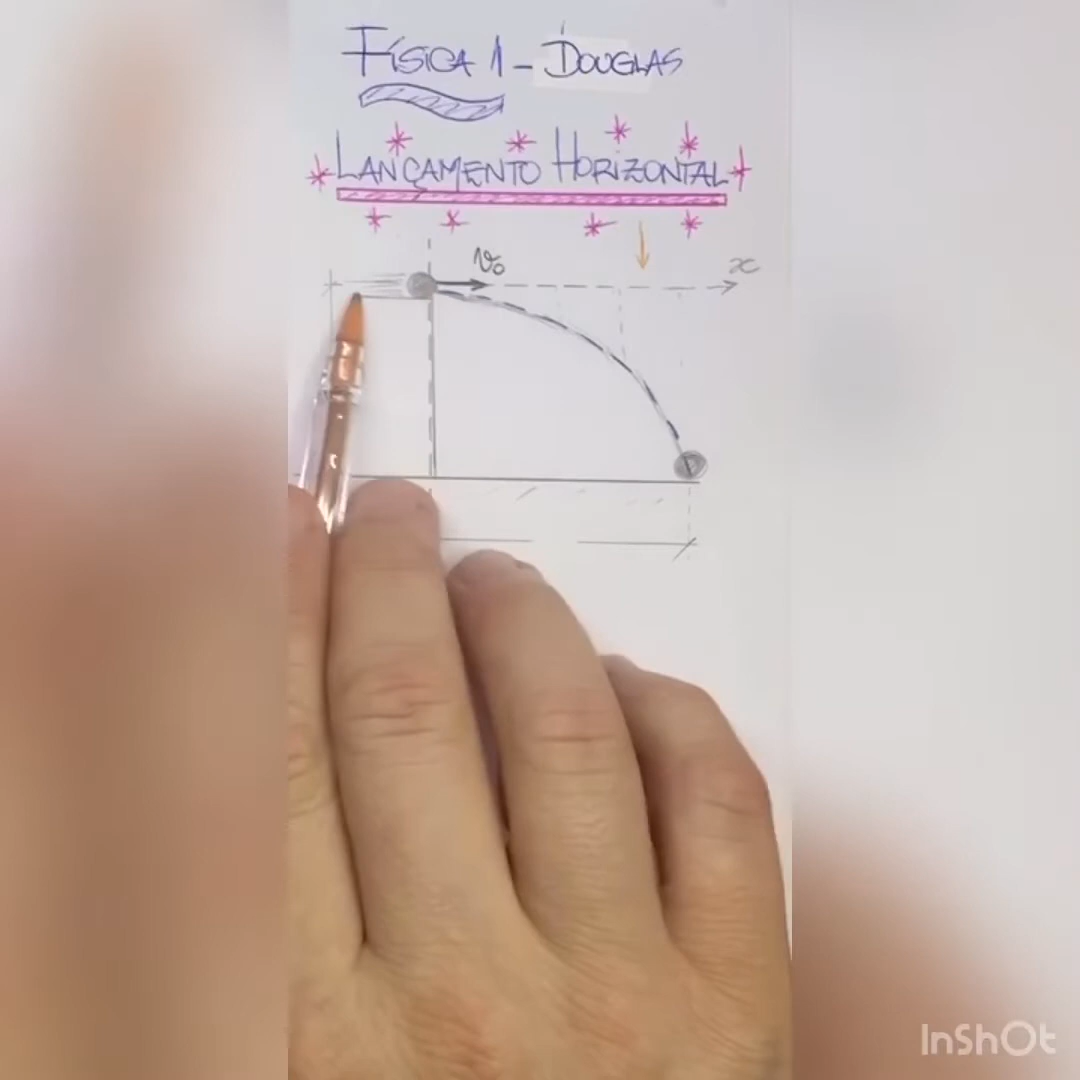 FÍSICA 1 - DOUGLAS
LANÇAMENTO HORIZONTAL
v₀
x
InShOt